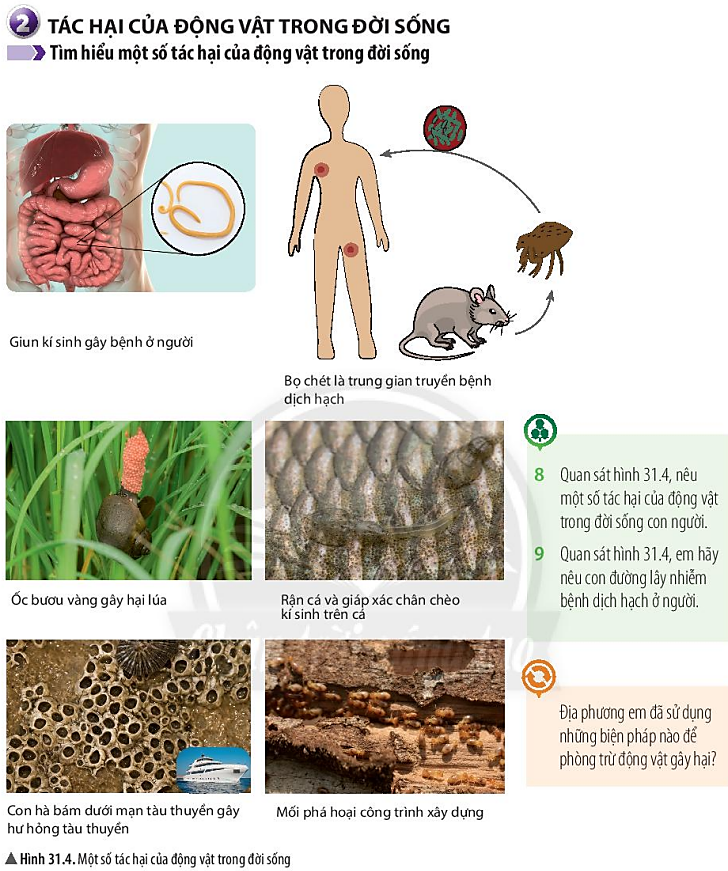 2 TÁC HẠI CỦA ĐỘNG VẬT TRONG ĐỜI SỐNG
Tìm hiểu một số tác hại của động vật trong đời sống
Giun kí sinh gây bệnh ở người
Bọ chét là trung gian truyền bệnh
dịch hạch
Ốc bươu vàng gây hại lúa
Rận cá và giáp xác chân chèo
kí sinh trên cá
8 Quan sát hình 31.4, nêu
một số tác hại của động vật
trong đời sống con người.
9 Quan sát hình 31.4, em hãy
nêu con đường lây nhiễm
bệnh dịch hạch ở người.
Con hà bám dưới mạn tàu thuyền gây
hư hỏng tàu thuyền
Mối phá hoại công trình xây dựng
Địa phương em đã sử dụng
những biện pháp nào để
phòng trừ động vật gây hại?
▲ Hình 31.4. Một số tác hại của động vật trong đời sống